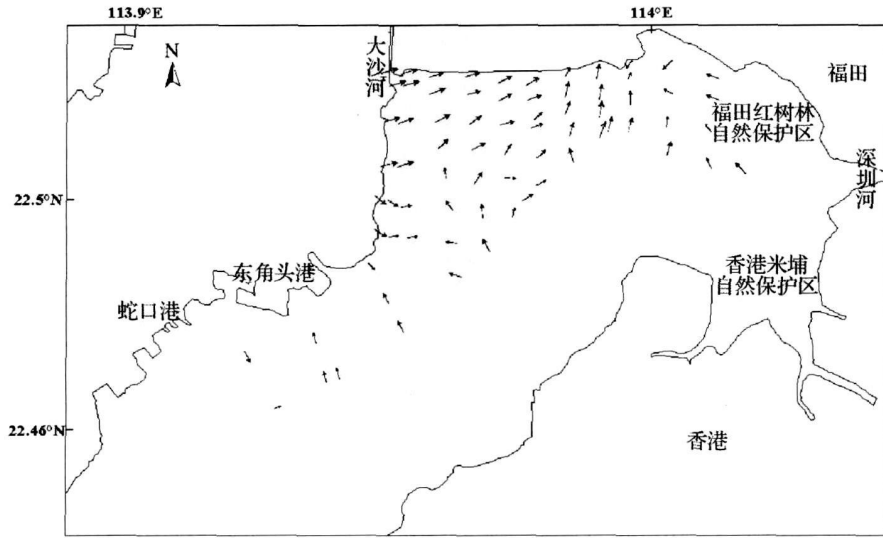 113.9°E
114°E
N
大沙河
福田
福田红树林
自然保护区
深圳河
22.5°N
东角头港
香港米埔
自然保护区
蛇口港
22.46°N
香港